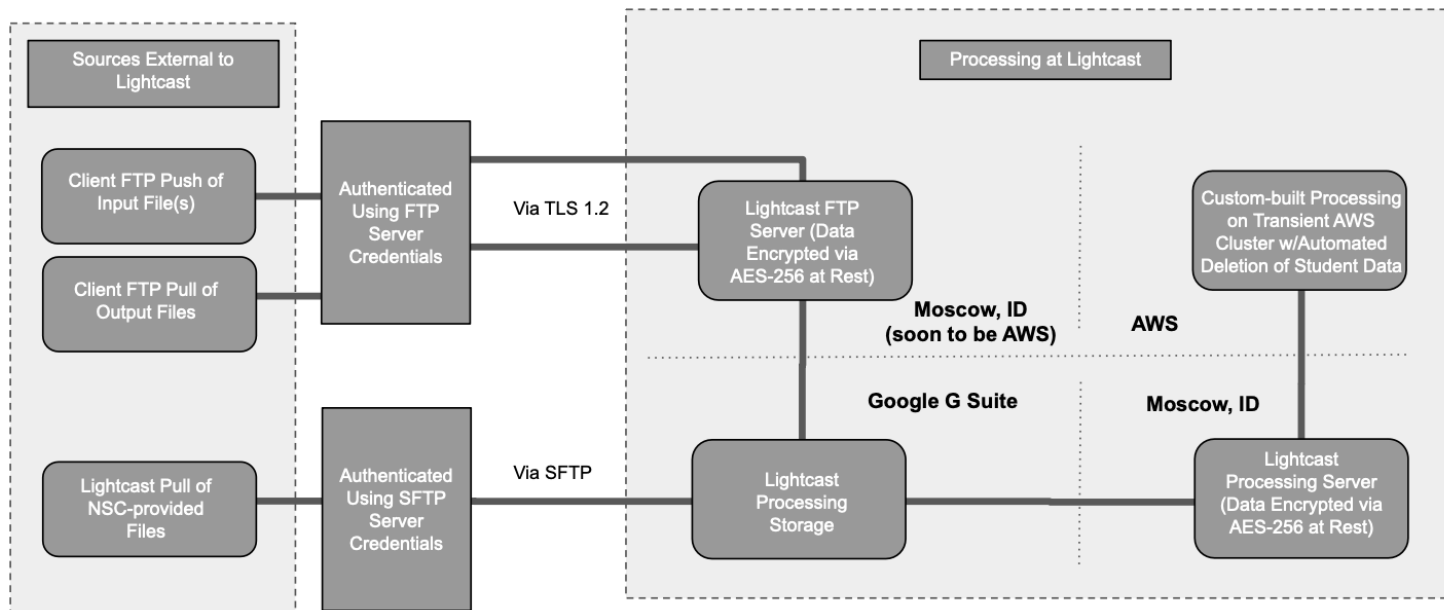 Sources External to
Lightcast
Processing at Lightcast
Client FTP Push of
Input File(s)
Client FTP Pull of
Output Files
Authenticated
Using FTP
Server
Credentials
Via TLS 1.2
Lightcast FTP
Server (Data
Encrypted via
AES-256 at Rest)
Custom-built Processing
on Transient AWS
Cluster w/Automated
Deletion of Student Data
Moscow, ID
(soon to be AWS)
AWS
Google G Suite
Moscow, ID
Lightcast Pull of
NSC-provided
Files
Authenticated
Using SFTP
Server
Credentials
Via SFTP
Lightcast
Processing
Storage
Lightcast
Processing Server
(Data Encrypted via
AES-256 at Rest)